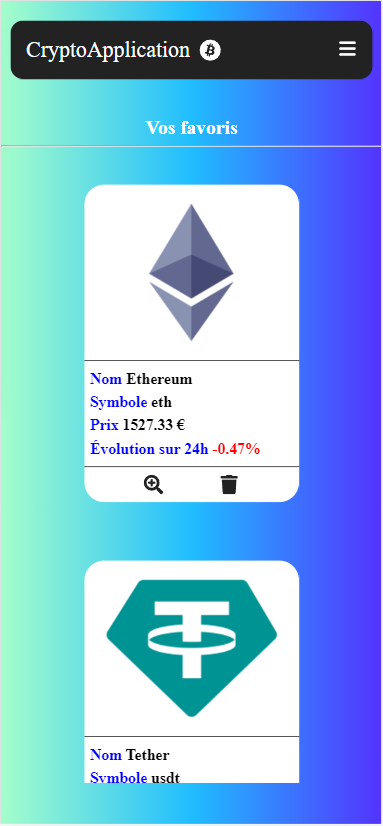 CryptoApplication
Vos favoris
Nom Ethereum
Symbole eth
Prix 1527.33 €
Évolution sur 24h -0.47%
Nom Tether
Symbole usdt